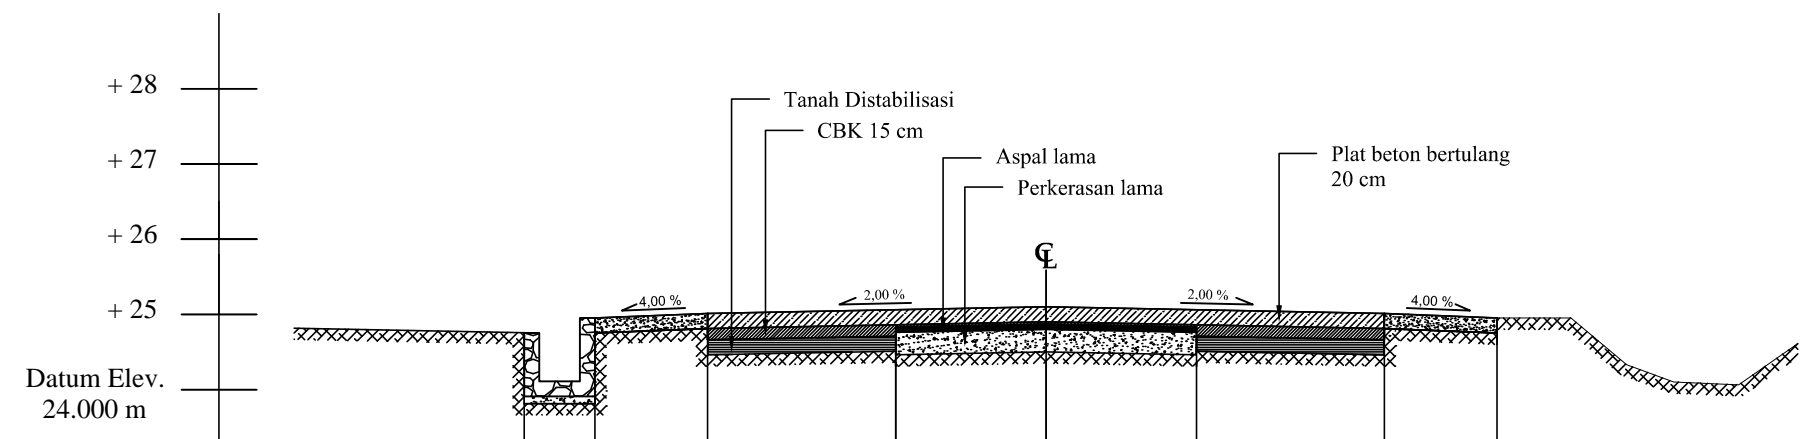 + 28
+ 27
+ 26
+ 25
Datum Elev.
24.000 m
Tanah Distabilisasi
CBK 15 cm
Aspal lama
Perkerasan lama
Plat beton bertulang
20 cm
CL
4,00 %
2,00 %
2,00 %
4,00 %